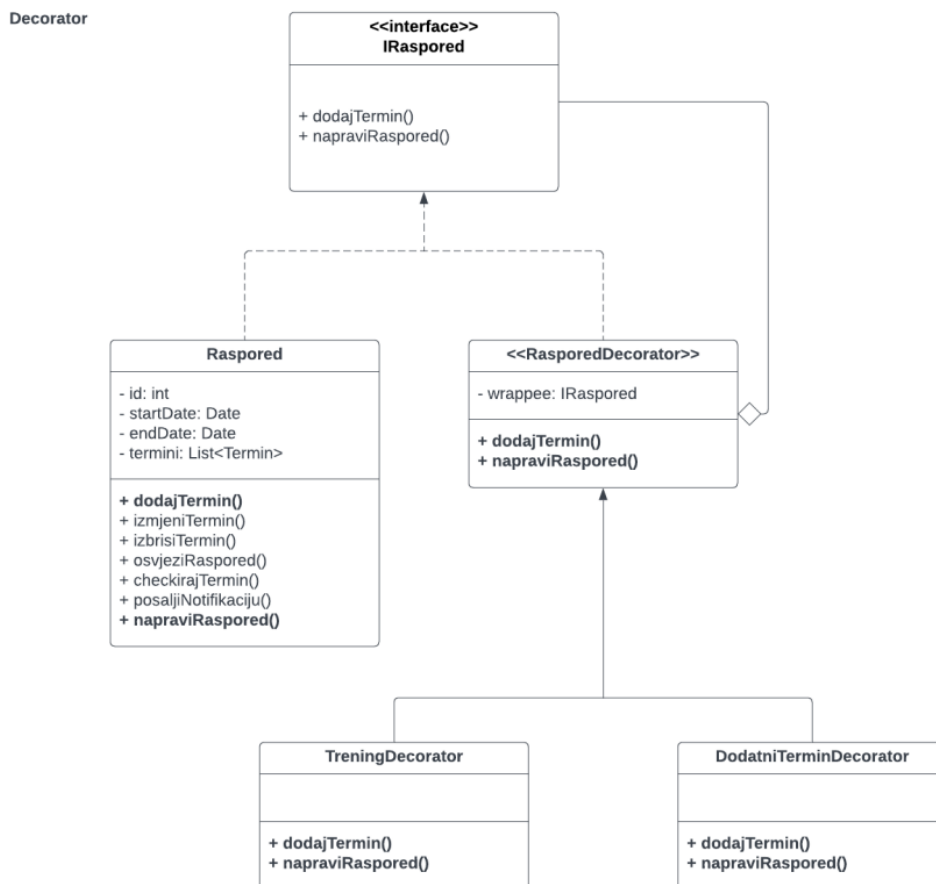 Decorator
<<interface>>
IRaspored
+ dodajTermin()
+ napraviRaspored()
Raspored
- id: int
- startDate: Date
- endDate: Date
- termini: List<Termin>
+ dodajTermin()
+ izmjeniTermin()
+ izbrisiTermin()
+ osvjeziRaspored()
+ checkirajTermin()
+ posaljiNotifikaciju()
+ napraviRaspored()
<<RasporedDecorator>>
- wrappee: IRaspored
+ dodajTermin()
+ napraviRaspored()
TreningDecorator
+ dodajTermin()
+ napraviRaspored()
DodatniTerminDecorator
+ dodajTermin()
+ napraviRaspored()